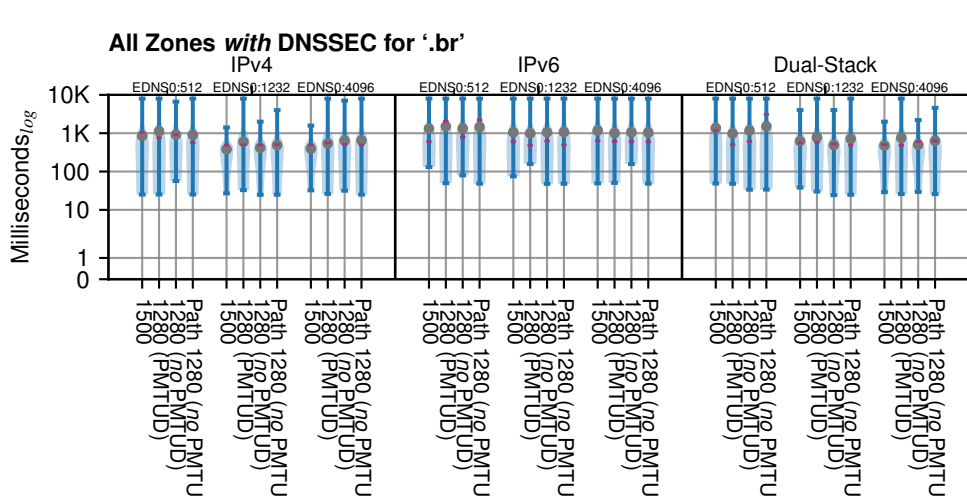 All Zones with DNSSEC for '.br'
IPv4 IPv6 Dual-Stack
EDNS0:512 EDNS0:1232 EDNS0:4096 EDNS0:512 EDNS0:1232 EDNS0:4096 EDNS0:512 EDNS0:1232 EDNS0:4096
Milliseconds log
10K
1K
100
10
1
0
1500
1280 (PMTUD)
1280 (no PMTUD)
Path 1280 (no PMTU
1500
1280 (PMTUD)
1280 (no PMTUD)
Path 1280 (no PMTU
1500
1280 (PMTUD)
1280 (no PMTUD)
Path 1280 (no PMTU
1500
1280 (PMTUD)
1280 (no PMTUD)
Path 1280 (no PMTU
1500
1280 (PMTUD)
1280 (no PMTUD)
Path 1280 (no PMTU
1500
1280 (PMTUD)
1280 (no PMTUD)
Path 1280 (no PMTU
1500
1280 (PMTUD)
1280 (no PMTUD)
Path 1280 (no PMTU
1500
1280 (PMTUD)
1280 (no PMTUD)
Path 1280 (no PMTU
1500
1280 (PMTUD)
1280 (no PMTUD)
Path 1280 (no PMTU